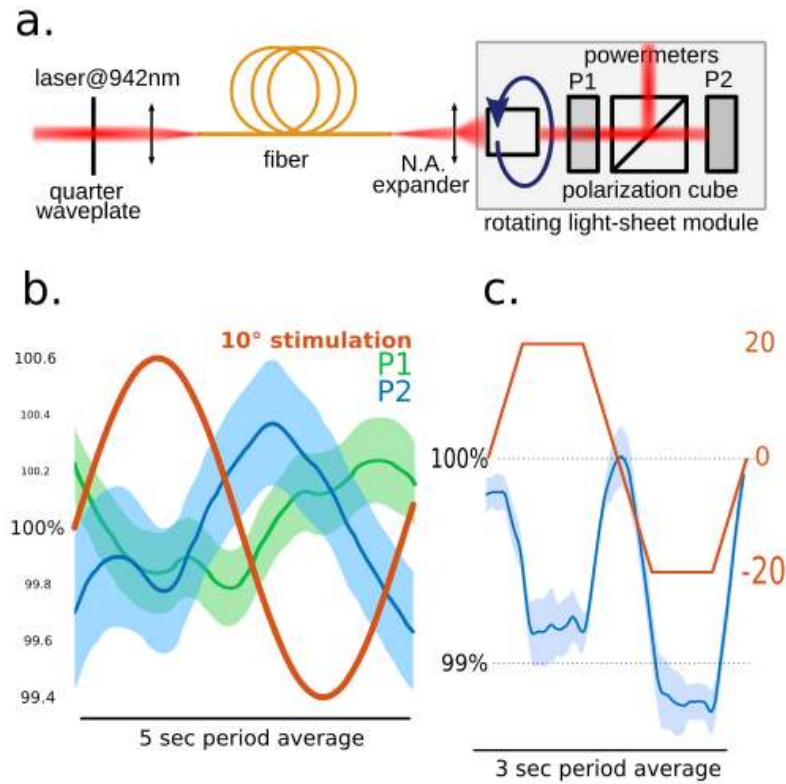 a.
laser@942nm
powermeters
P1
P2
fiber
N.A.
expander
quarter
waveplate
polarization cube
rotating light-sheet module
b.
10° stimulation
P1
P2
100.6
100.4
100.2
100%
99.8
99.6
99.4
5 sec period average
c.
20
100%
0
-20
99%
3 sec period average